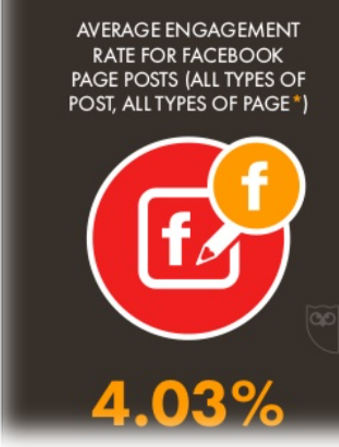 AVERAGE ENGAGEMENT
RATE FOR FACEBOOK
PAGE POSTS (ALL TYPES OF
POST, ALL TYPES OF PAGE*)
f
f
4.03%